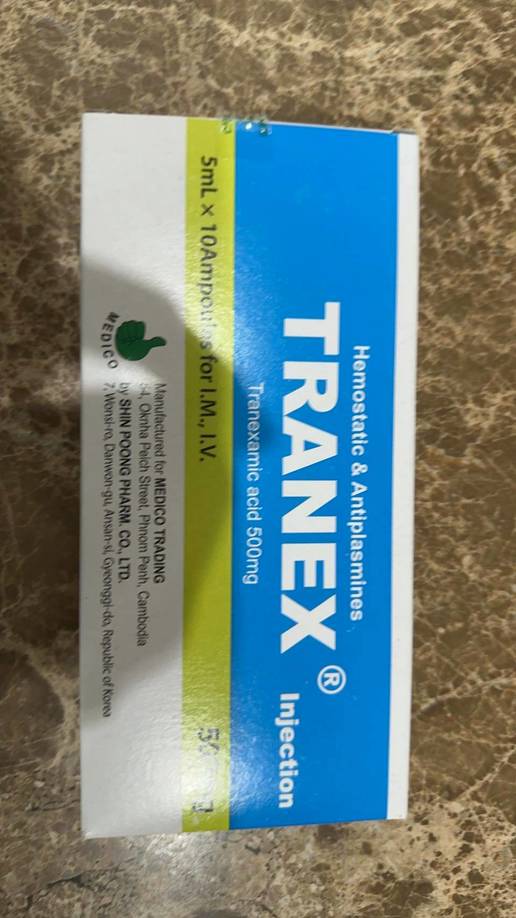 Hemostatic & Antiplasmines
TRANEX® Injection
Tranexamic acid 500mg
5mL x 10Ampoules for I.M., I.V.
MEDICO
Manufactured for MEDICO TRADING
54, Oknha Peich Street, Phnom Penh, Cambodia
by SHIN POONG PHARM. CO., LTD.
7, Wonsi-ro, Danwon-gu, Ansan-si, Gyeonggi-do, Republic of Korea